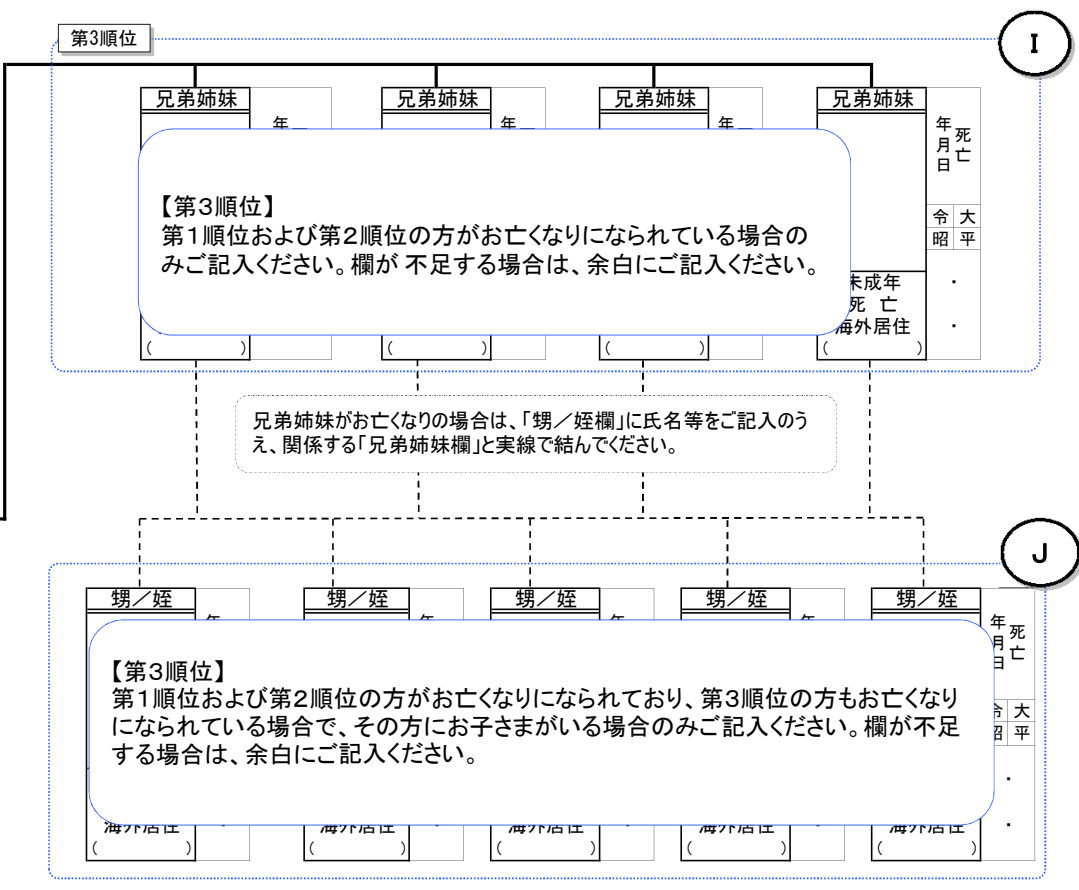 第3順位
I
兄弟姉妹 兄弟姉妹 兄弟姉妹 兄弟姉妹
年 年 年 死亡年月日
【第3順位】
第1順位および第2順位の方がお亡くなりになられている場合の
みご記入ください。欄が不足する場合は、余白にご記入ください。
令 大
昭 平
未成年
死 亡
海外居住
・
・
( ) ( ) ( ) ( )
兄弟姉妹がお亡くなりの場合は、「甥/姪欄」に氏名等をご記入のう
え、関係する「兄弟姉妹欄」と実線で結んでください。
J
甥/姪 甥/姪 甥/姪 甥/姪 甥/姪
死亡年月日
【第3順位】
第1順位および第2順位の方がお亡くなりになられており、第3順位の方もお亡くなり
になられている場合で、その方にお子さまがいる場合のみご記入ください。欄が不足
する場合は、余白にご記入ください。
令 大
昭 平
・
・
海外居住 海外居住 海外居住 海外居住 海外居住
( ) ( ) ( ) ( ) ( )